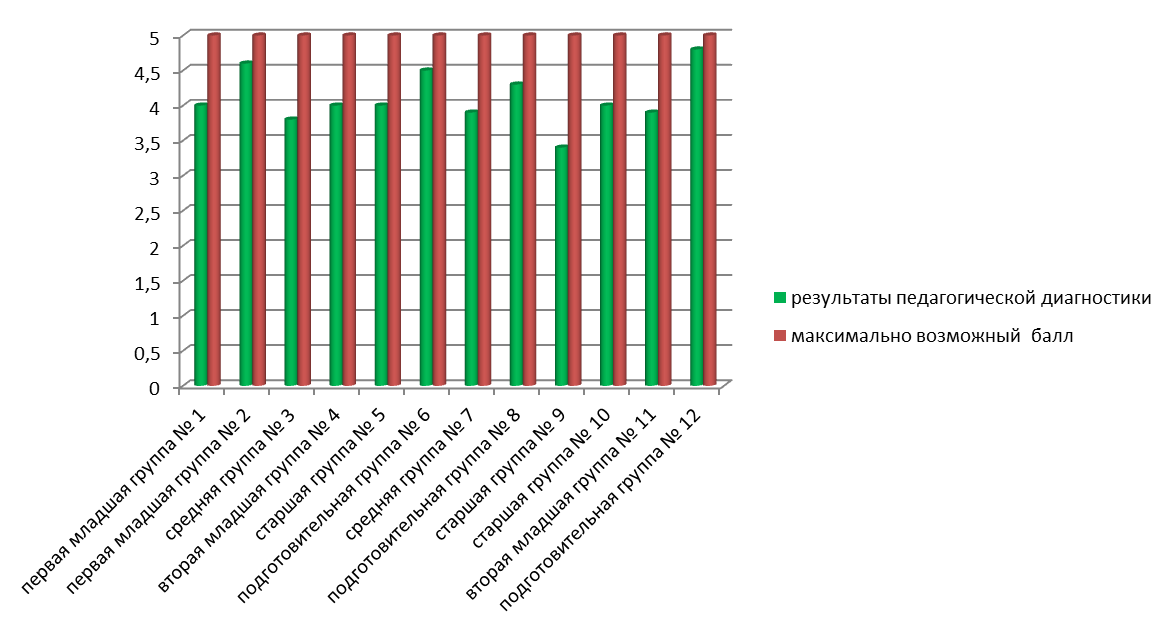 5
4,5
4
3,5
3
2,5
2
1,5
1
0,5
0
первая младшая группа № 1
первая младшая группа № 2
средняя группа № 3
вторая младшая группа № 4
старшая группа № 5
подготовительная группа № 6
средняя группа № 7
подготовительная группа № 8
старшая группа № 9
старшая группа № 10
вторая младшая группа № 11
подготовительная группа № 12
результаты педагогической диагностики
максимально возможный балл